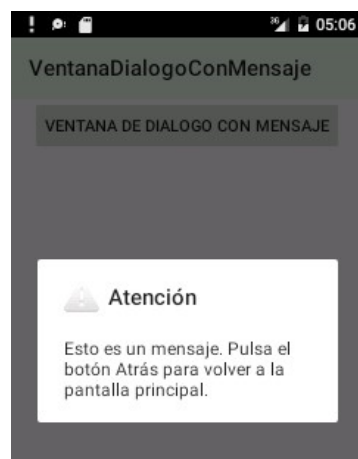 05:06
VentanaDialogoConMensaje
VENTANA DE DIALOGO CON MENSAJE
Atención
Esto es un mensaje. Pulsa el
botón Atrás para volver a la
pantalla principal.